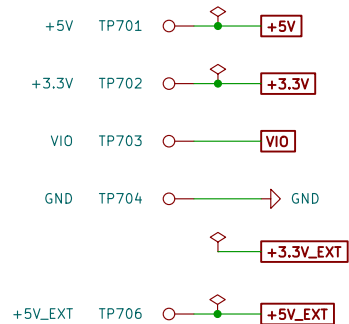 +5V TP701 +5V
+3.3V TP702 +3.3V
VIO TP703 VIO
GND TP704 GND
+3.3V_EXT
+5V_EXT TP706 +5V_EXT